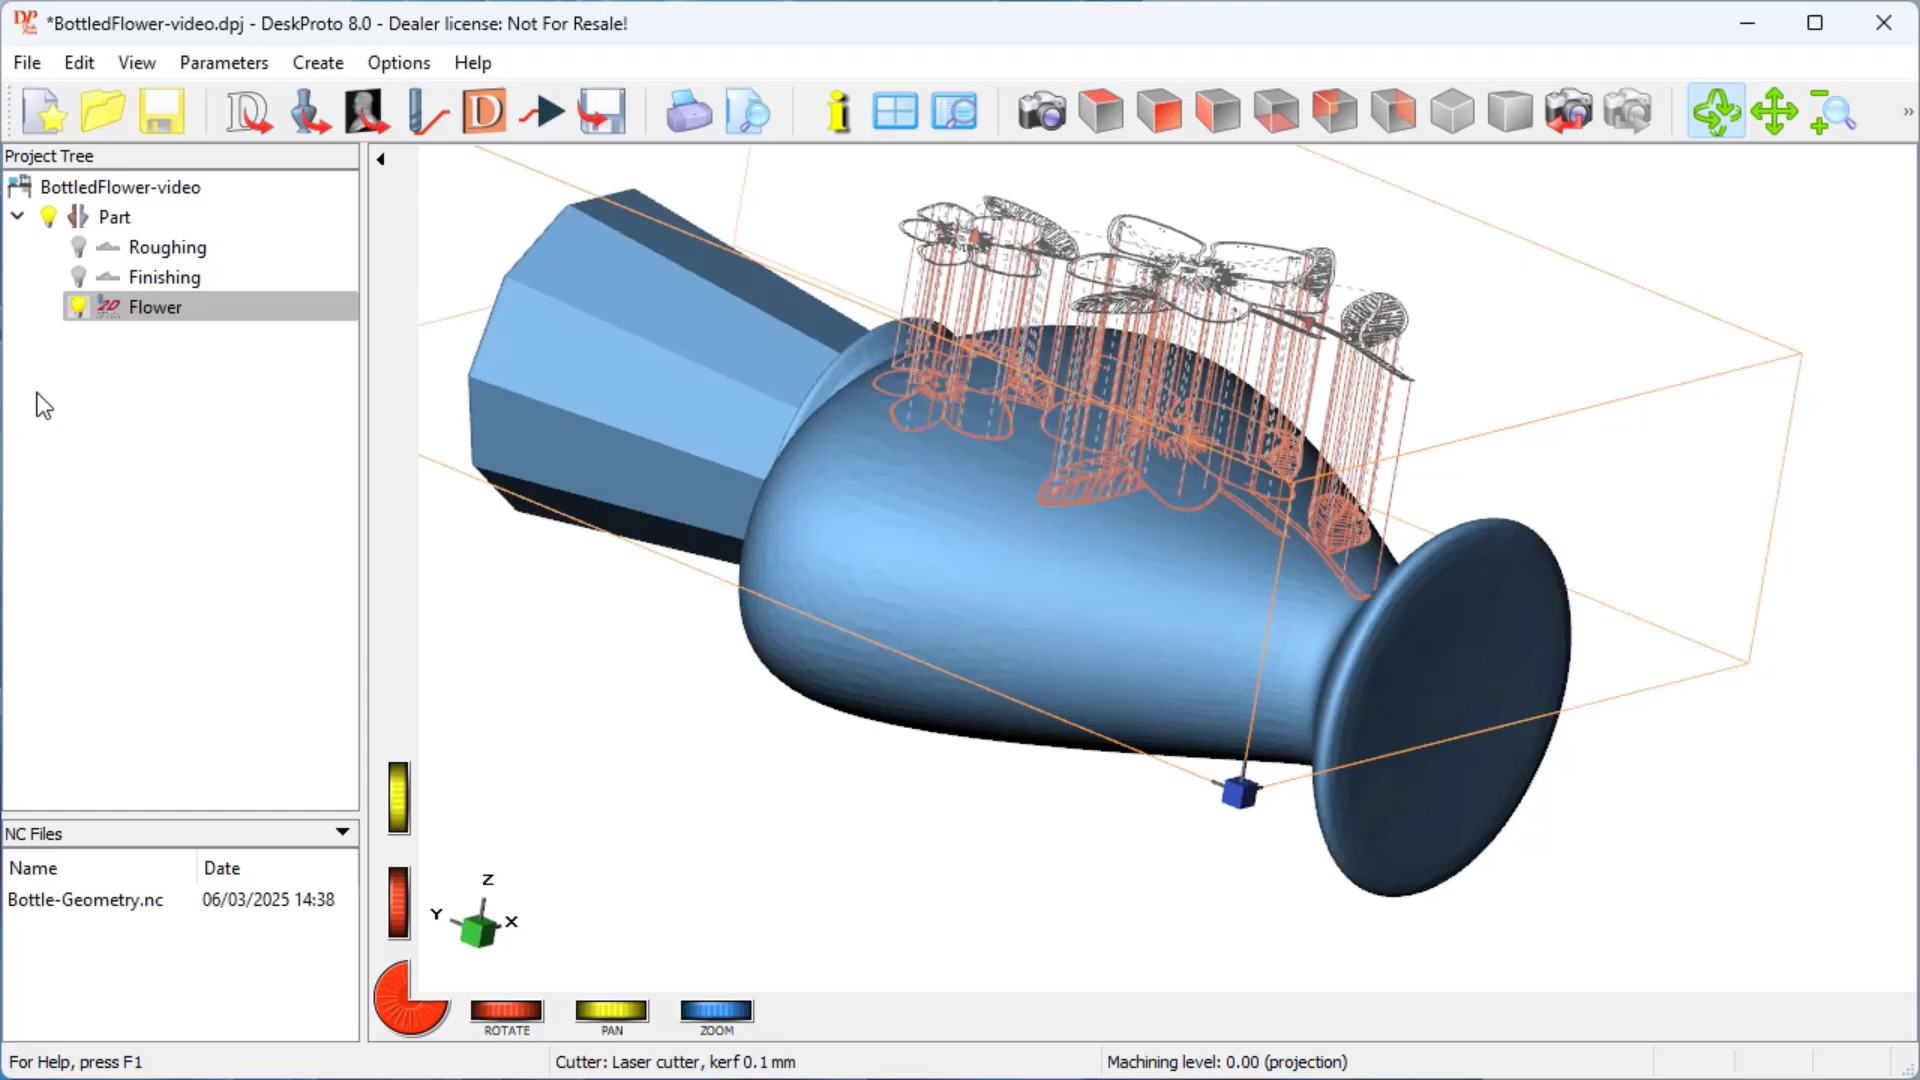 *BottledFlower-video.dpj - DeskProto 8.0 - Dealer license: Not For Resale!
File Edit View Parameters Create Options Help
Project Tree
BottledFlower-video
Part
Roughing
Finishing
2D Flower
NC Files
Name Date
Bottle-Geometry.nc 06/03/2025 14:38
Z
Y X
ROTATE PAN ZOOM
For Help, press F1 Cutter: Laser cutter, kerf 0.1 mm Machining level: 0.00 (projection)